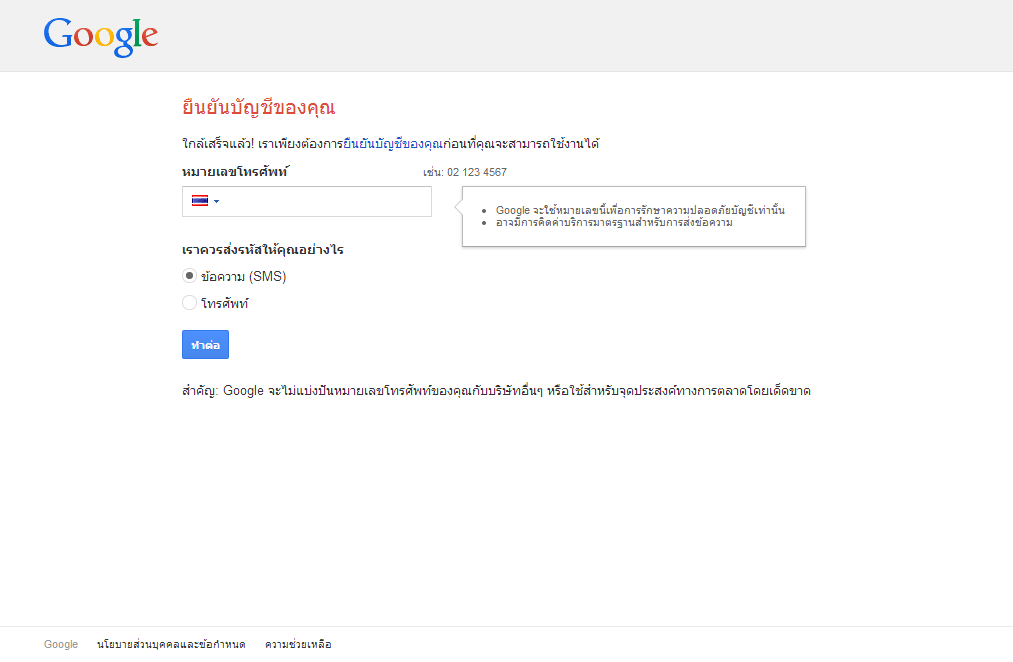 Google
ยืนยันบัญชีของคุณ
ใกล้เสร็จแล้ว! เราเพียงต้องการยืนยันบัญชีของคุณก่อนที่คุณจะสามารถใช้งานได้
หมายเลขโทรศัพท์ เช่น: 02 123 4567
Google จะใช้หมายเลขนี้เพื่อการรักษาความปลอดภัยบัญชีเท่านั้น
อาจมีการคิดค่าบริการมาตรฐานสำหรับการส่งข้อความ
เราควรส่งรหัสให้คุณอย่างไร
ข้อความ (SMS)
โทรศัพท์
ทำต่อ
สำคัญ: Google จะไม่แบ่งปันหมายเลขโทรศัพท์ของคุณกับบริษัทอื่นๆ หรือใช้สำหรับจุดประสงค์ทางการตลาดโดยเด็ดขาด
Google นโยบายส่วนบุคคลและข้อกำหนด ความช่วยเหลือ